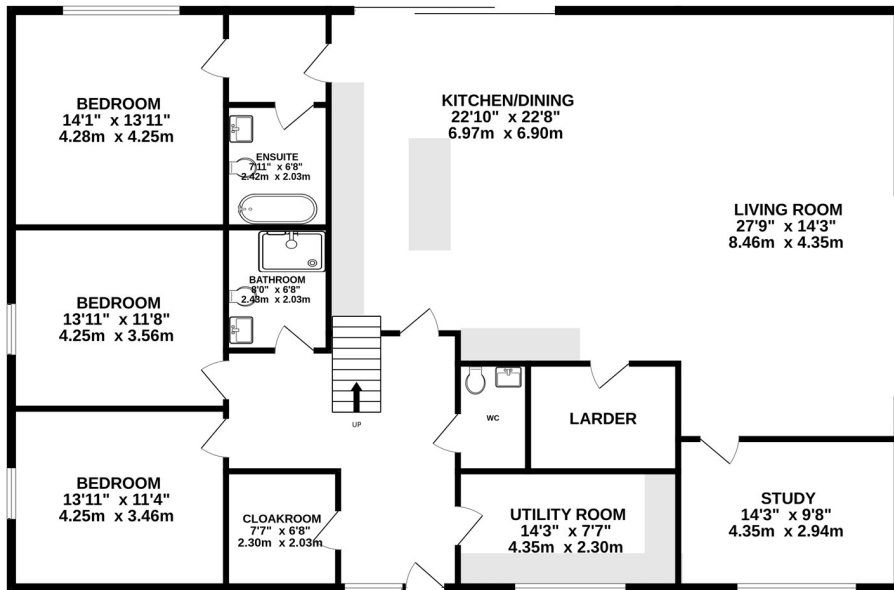 BEDROOM
14'1" x 13'11"
4.28m x 4.25m
KITCHEN/DINING
22'10" x 22'8"
6.97m x 6.90m
ENSUITE
7'11" x 6'8"
2.42m x 2.03m
LIVING ROOM
27'9" x 14'3"
8.46m x 4.35m
BATHROOM
8'0" x 6'8"
2.43m x 2.03m
BEDROOM
13'11" x 11'8"
4.25m x 3.56m
UP
WC
LARDER
BEDROOM
13'11" x 11'4"
4.25m x 3.46m
CLOAKROOM
7'7" x 6'8"
2.30m x 2.03m
UTILITY ROOM
14'3" x 7'7"
4.35m x 2.30m
STUDY
14'3" x 9'8"
4.35m x 2.94m